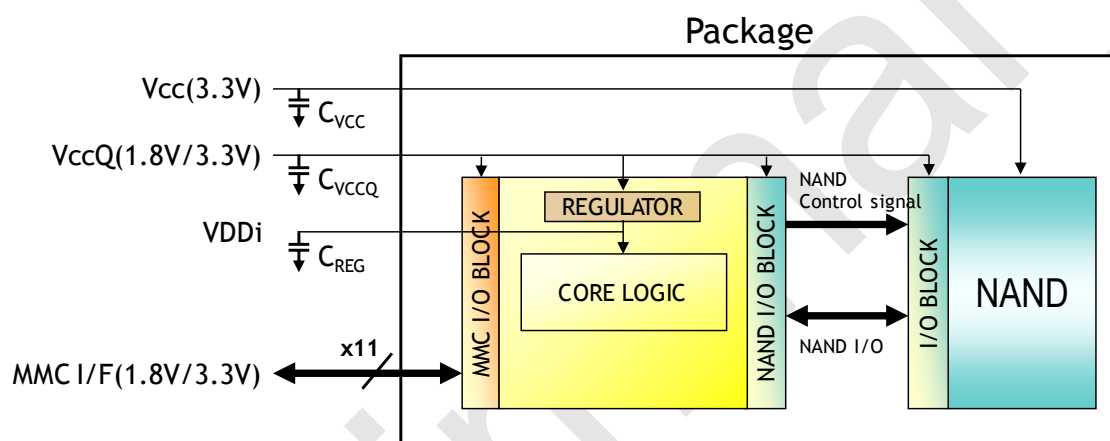 Package
Vcc(3.3V)
CVCC
VccQ(1.8V/3.3V)
CVCCQ
VDDi
CREG
MMC I/F(1.8V/3.3V)
x11
MMC I/O BLOCK
REGULATOR
CORE LOGIC
NAND I/O BLOCK
NAND
Control signal
NAND I/O
I/O BLOCK
NAND